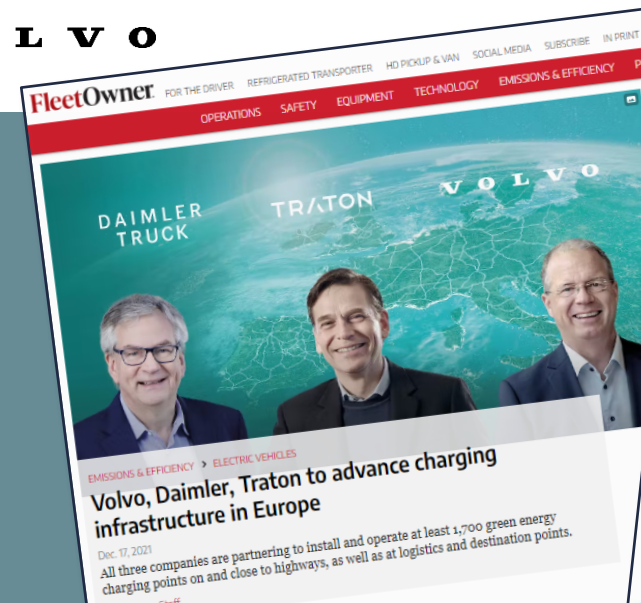 L V O
FleetOwner. FOR THE DRIVER REFRIGERATED TRANSPORTER HD PICKUP & VAN SOCIAL MEDIA SUBSCRIBE IN PRINT
OPERATIONS SAFETY EQUIPMENT TECHNOLOGY EMISSIONS & EFFICIENCY
DAIMLER
TRUCK
TRATON
VOLVO
EMISSIONS & EFFICIENCY > ELECTRIC VEHICLES
Volvo, Daimler, Traton to advance charging
infrastructure in Europe
Dec. 17, 2021
All three companies are partnering to install and operate at least 1,700 green energy
charging points on and close to highways, as well as at logistics and destination points.